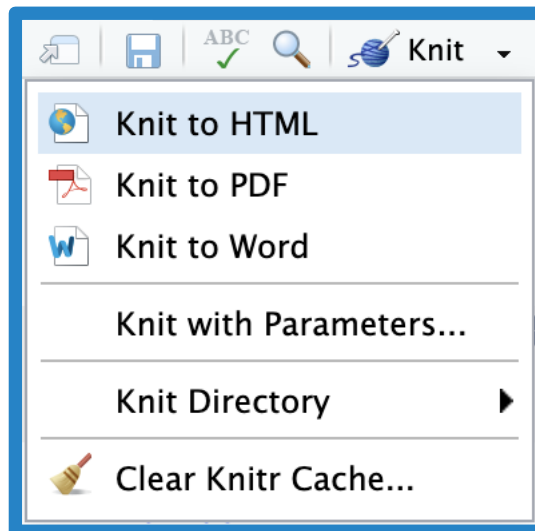 ABC Knit
Knit to HTML
Knit to PDF
W Knit to Word
Knit with Parameters...
Knit Directory
Clear Knitr Cache...